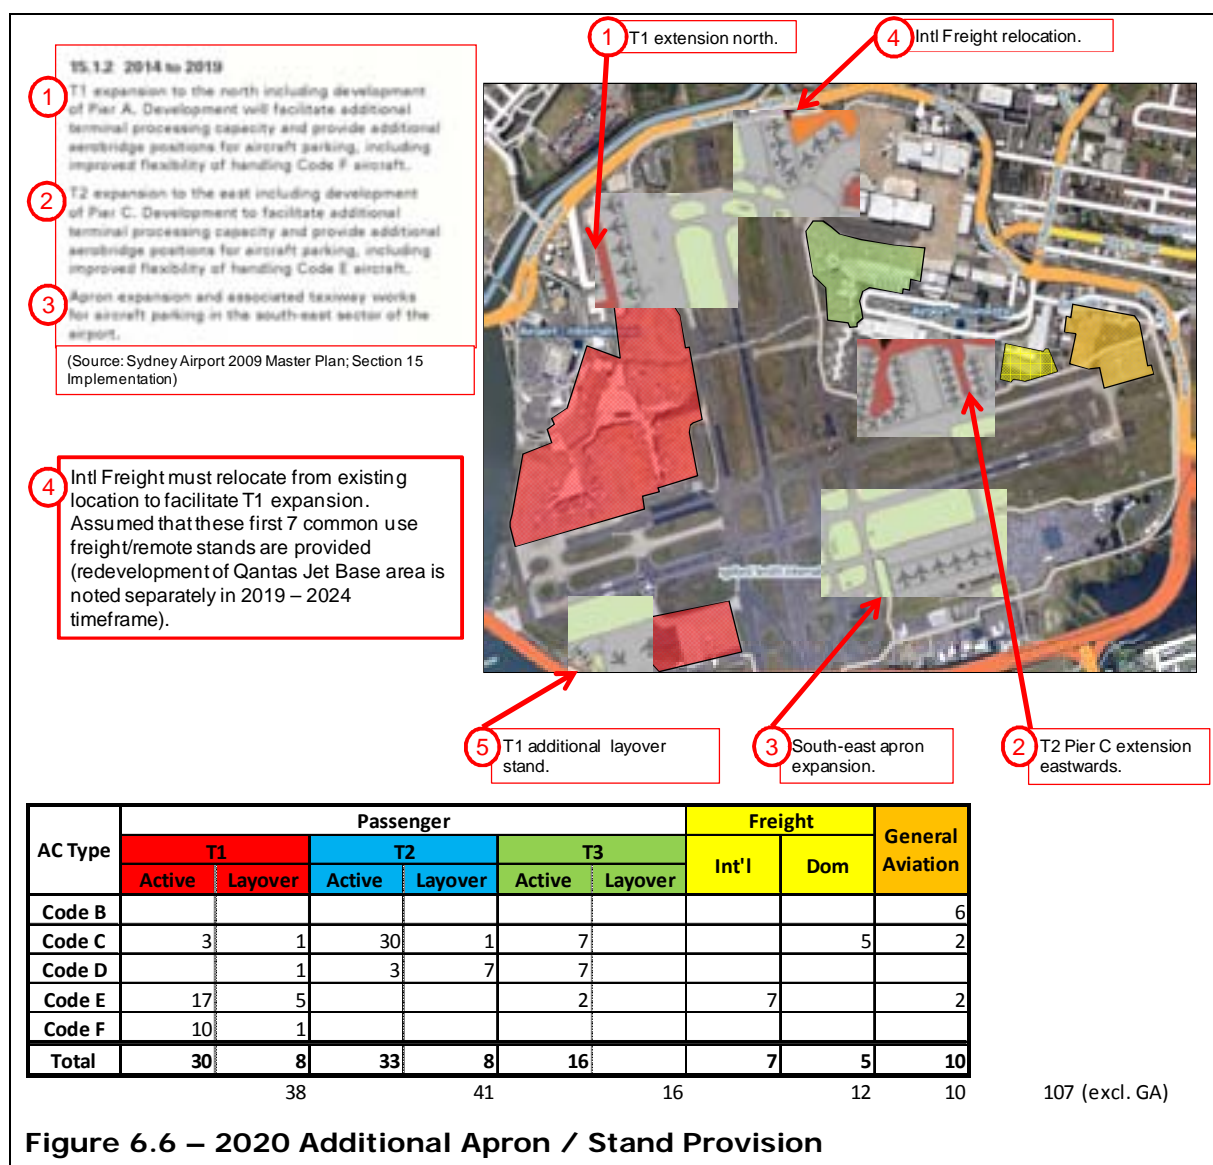 1
T1 extension north.
4
Intl Freight relocation.
15.1.2 2014 to 2019
1
T1 expansion to the north including development
of Pier A. Development will facilitate additional
terminal processing capacity and provide additional
aerobridge positions for aircraft parking, including
improved flexibility of handling Code F aircraft.
2
T2 expansion to the east including development
of Pier C. Development to facilitate additional
terminal processing capacity and provide additional
aerobridge positions for aircraft parking, including
improved flexibility of handling Code E aircraft.
3
Apron expansion and associated taxiway works
for aircraft parking in the south-east sector of the
airport.
(Source: Sydney Airport 2009 Master Plan; Section 15
Implementation)
4
Intl Freight must relocate from existing
location to facilitate T1 expansion.
Assumed that these first 7 common use
freight/remote stands are provided
(redevelopment of Qantas Jet Base area is
noted separately in 2019 – 2024
timeframe).
5
T1 additional layover
stand.
3
South-east apron
expansion.
2
T2 Pier C extension
eastwards.
AC Type Passenger Freight General Aviation
T1 T2 T3 Int'l Dom
Active Layover Active Layover Active Layover
Code B 6
Code C 3 1 30 1 7 5 2
Code D 1 3 7 7
Code E 17 5 2 7 2
Code F 10 1
Total 30 8 33 8 16 7 5 10
38 41 16 12 10 107 (excl. GA)
Figure 6.6 – 2020 Additional Apron / Stand Provision